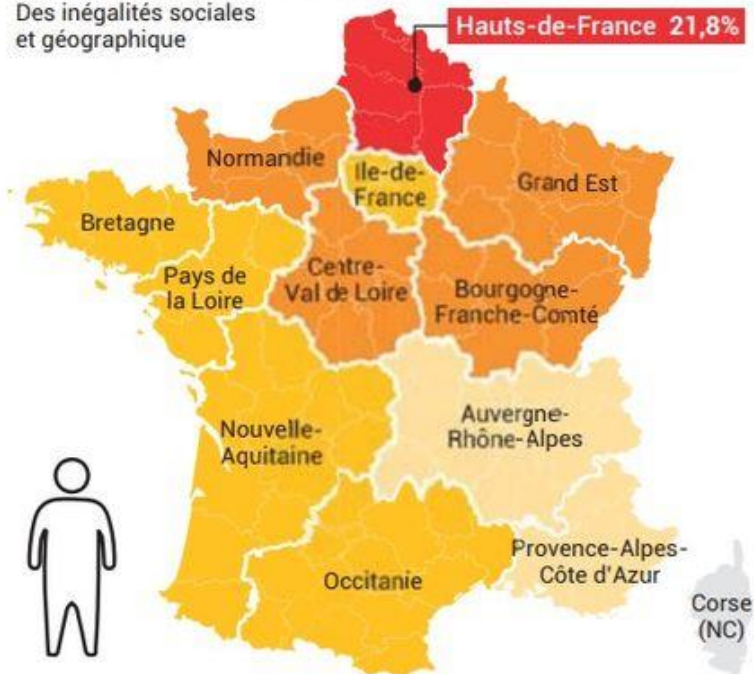 Des inégalités sociales
et géographique
Hauts-de-France 21,8%
Normandie
Ile-de-
France
Grand Est
Bretagne
Pays de
la Loire
Centre-
Val de Loire
Bourgogne-
Franche-Comté
Nouvelle-
Aquitaine
Auvergne-
Rhône-Alpes
Occitanie
Provence-Alpes-
Côte d'Azur
Corse
(NC)